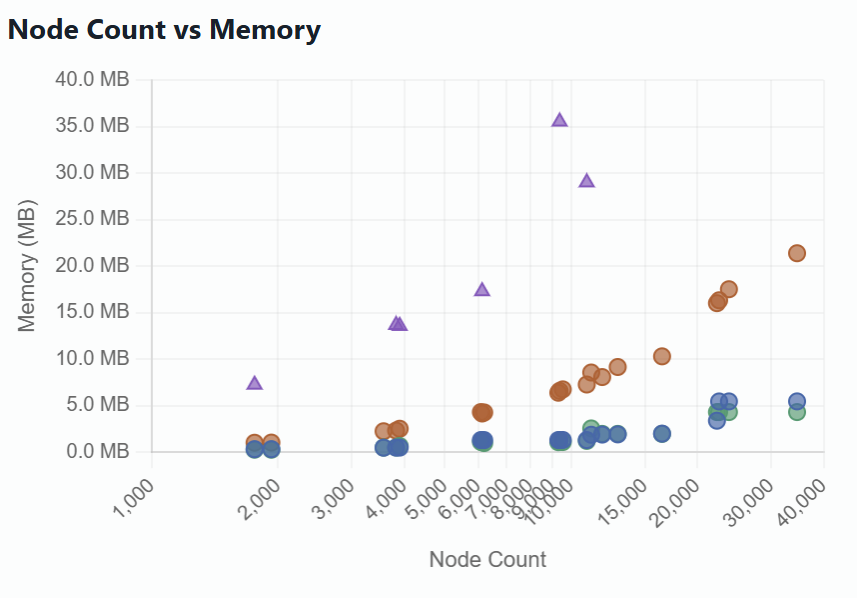 Node Count vs Memory
40.0 MB
35.0 MB
30.0 MB
25.0 MB
20.0 MB
15.0 MB
10.0 MB
5.0 MB
0.0 MB
Memory (MB)
1,000
2,000
3,000
4,000
5,000
6,000
7,000
8,000
9,000
10,000
15,000
20,000
30,000
40,000
Node Count